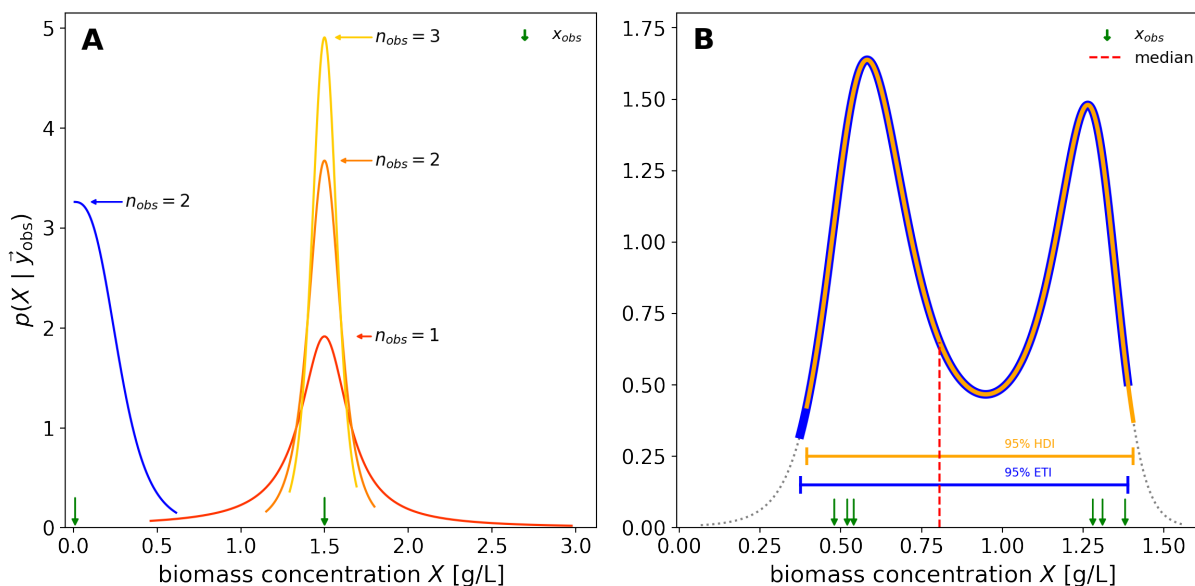 A
x_obs
n_obs = 3
n_obs = 2
n_obs = 2
n_obs = 1
p(X | y⃗_obs)
5
4
3
2
1
0
0.0 0.5 1.0 1.5 2.0 2.5 3.0
biomass concentration X [g/L]
B
x_obs
median
1.75
1.50
1.25
1.00
0.75
0.50
0.25
0.00
95% HDI
95% ETI
0.00 0.25 0.50 0.75 1.00 1.25 1.50
biomass concentration X [g/L]